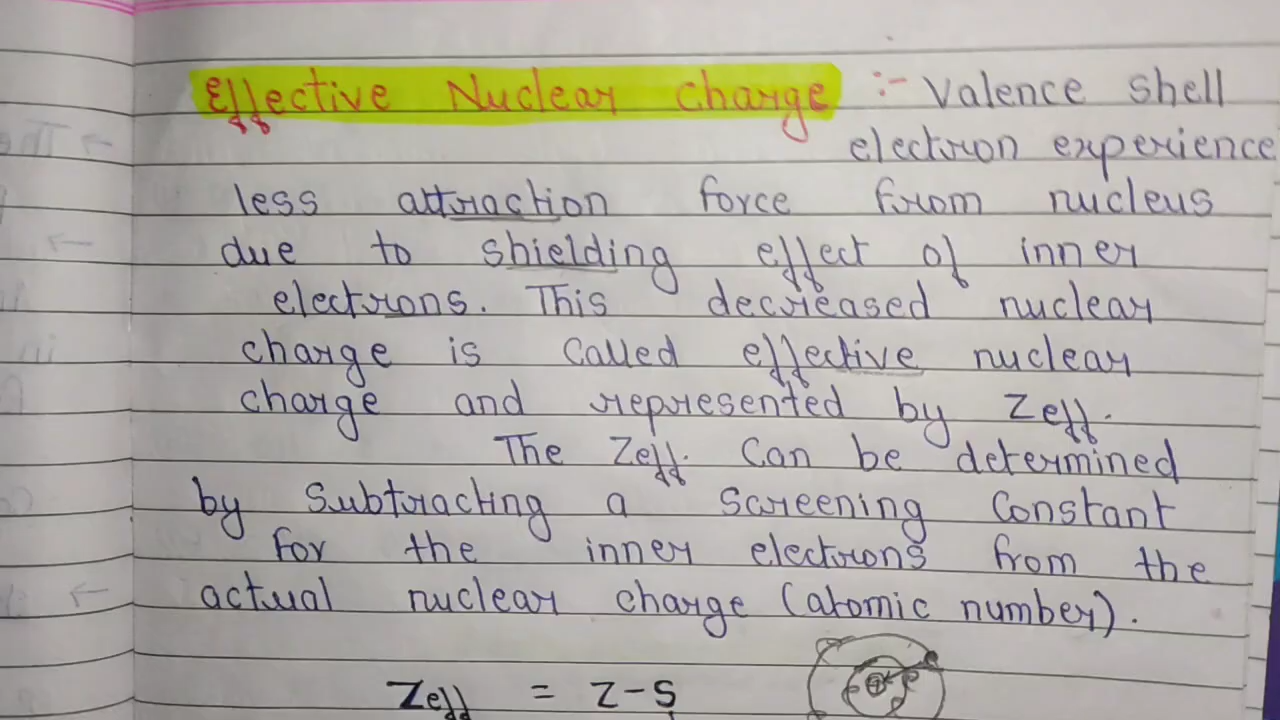 Effective Nuclear Charge :- Valence shell
electron experience
less attraction force from nucleus
due to shielding effect of inner
electrons. This decreased nuclear
charge is called effective nuclear
charge and represented by Zeff.
The Zeff. Can be determined
by Subtracting a Screening Constant
for the inner electrons from the
actual nuclear charge (atomic number).
Zeff = Z-S